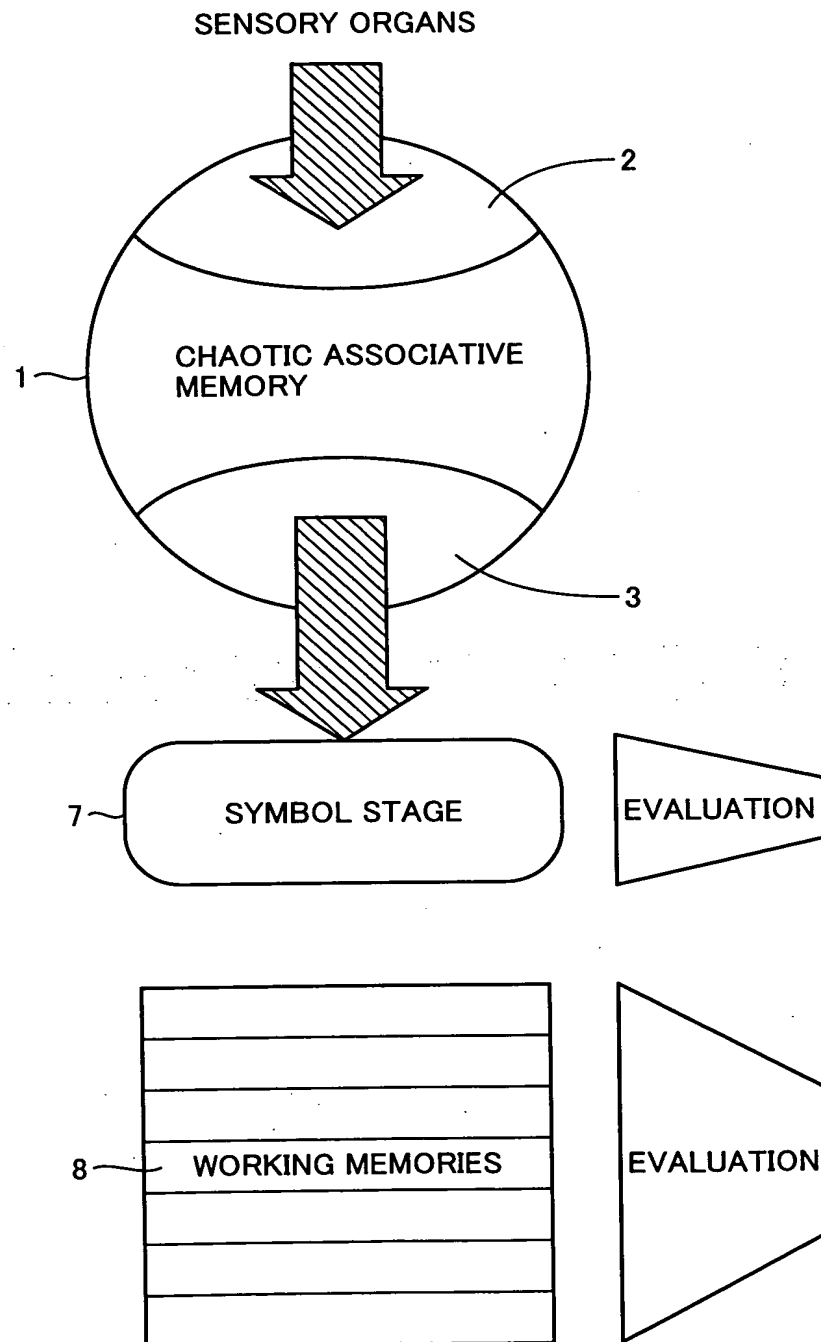 SENSORY ORGANS
2
CHAOTIC ASSOCIATIVE
MEMORY
1
3
7
SYMBOL STAGE
EVALUATION
8
WORKING MEMORIES
EVALUATION